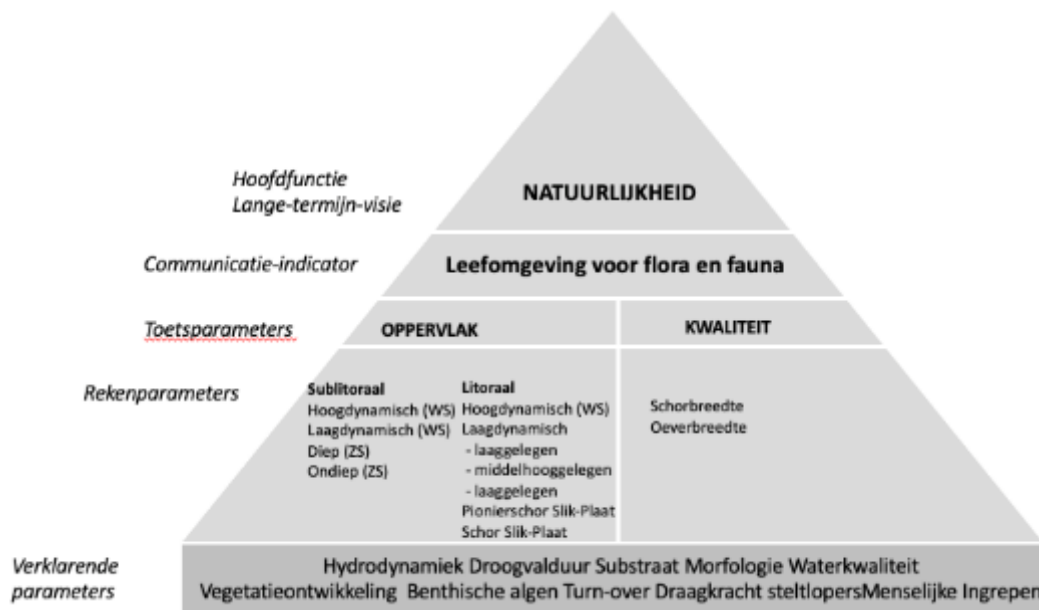 Hoofdfunctie
Lange-termijn-visie
NATUURLIJKHEID
Communicatie-indicator
Leefomgeving voor flora en fauna
Toetsparameters
OPPERVLAK
KWALITEIT
Rekenparameters
Sublitoraal
Hoogdynamisch (WS)
Laagdynamisch (WS)
Diep (ZS)
Ondiep (ZS)
Litoraal
Hoogdynamisch (WS)
Laagdynamisch
- laaggelegen
- middelhooggelegen
- laaggelegen
Pionierschor Slik-Plaat
Schor Slik-Plaat
Schorbreedte
Oeverbreedte
Verklarende
parameters
Hydrodynamiek Droogvalduur Substraat Morfologie Waterkwaliteit
Vegetatieontwikkeling Benthische algen Turn-over Draagkracht steltlopersMenselijke Ingrepen